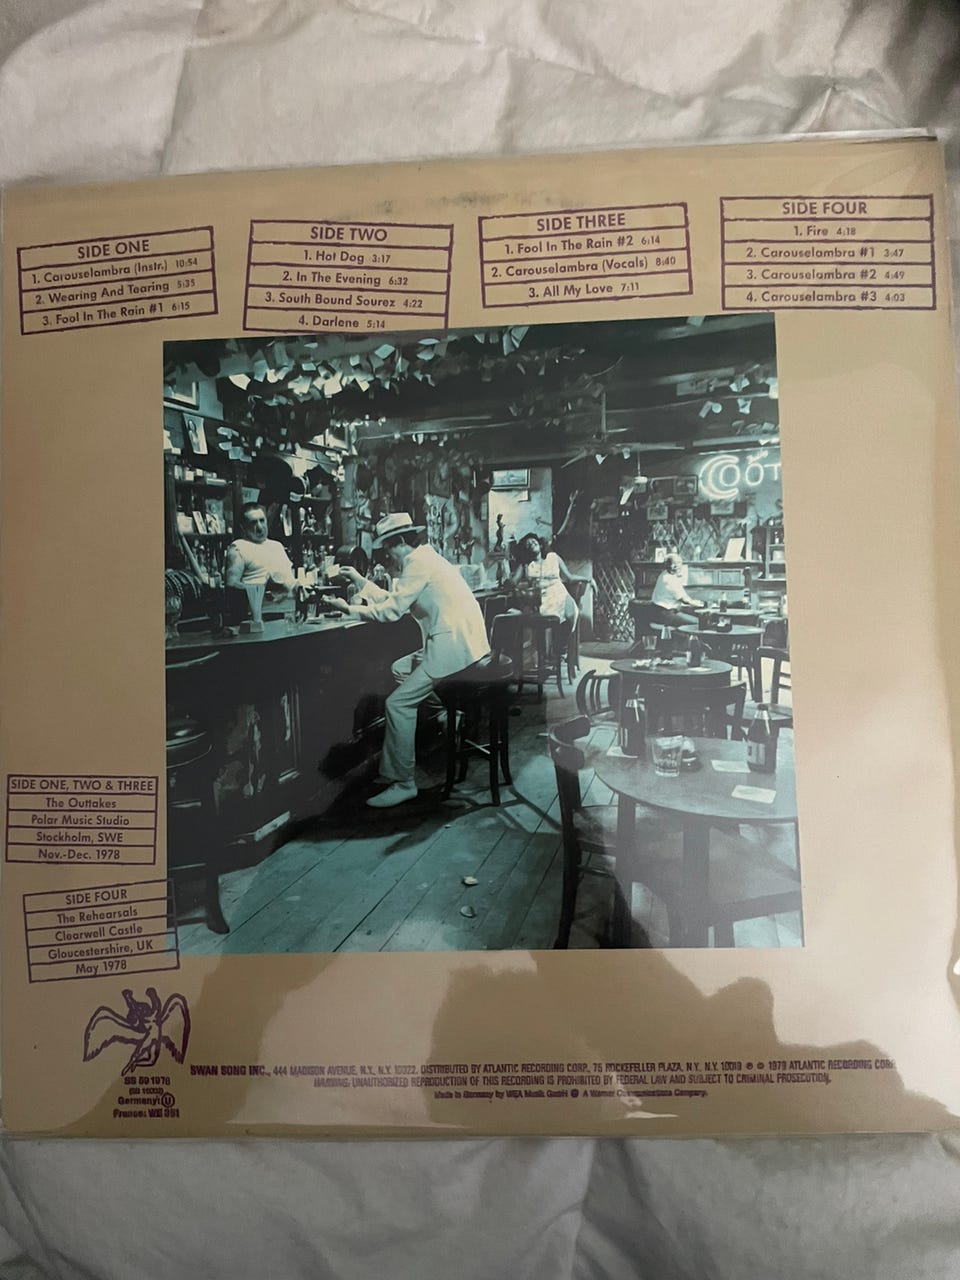 SIDE ONE
1. Carouselambra (Instr.) 10:54
2. Wearing And Tearing 5:35
3. Fool In The Rain #1 6:15
SIDE TWO
1. Hot Dog 3:17
2. In The Evening 6:32
3. South Bound Sourez 4:22
4. Darlene 5:14
SIDE THREE
1. Fool In The Rain #2 6:14
2. Carouselambra (Vocals) 8:40
3. All My Love 7:11
SIDE FOUR
1. Fire 4:18
2. Carouselambra #1 3:47
3. Carouselambra #2 4:49
4. Carouselambra #3 4:03
COOT
SIDE ONE, TWO & THREE
The Outtakes
Polar Music Studio
Stockholm, SWE
Nov.-Dec. 1978
SIDE FOUR
The Rehearsals
Clearwell Castle
Gloucestershire, UK
May 1978
SS 59 1978
Germany: U
France: WE 351
SWAN SONG INC., 444 MADISON AVENUE, N.Y., N.Y. 10022. DISTRIBUTED BY ATLANTIC RECORDING CORP., 75 ROCKEFELLER PLAZA, N.Y. N.Y. 10019 ℗ © 1979 ATLANTIC RECORDING CORP.
WARNING: UNAUTHORIZED REPRODUCTION OF THIS RECORDING IS PROHIBITED BY FEDERAL LAW AND SUBJECT TO CRIMINAL PROSECUTION.
Made in Germany by WEA Musik GmbH A Warner Communications Company.